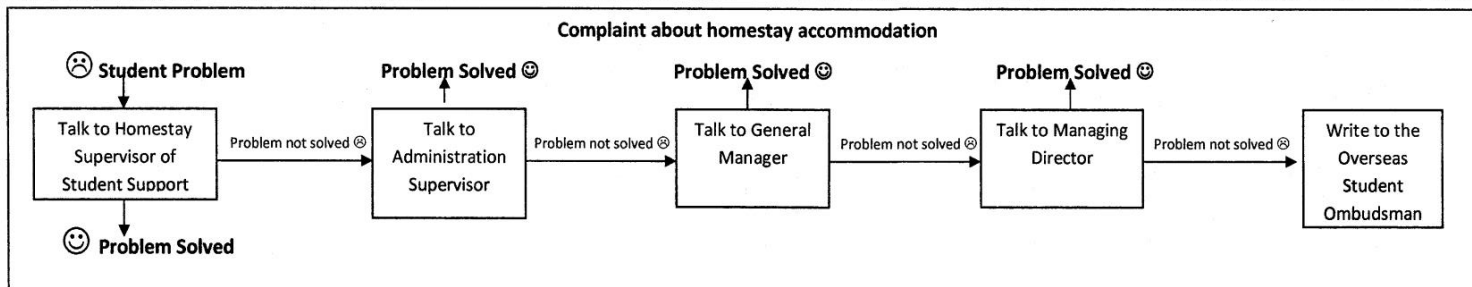 Complaint about homestay accommodation
☹ Student Problem
Problem Solved ☺
Problem Solved ☺
Problem Solved ☺
Talk to Homestay
Supervisor of
Student Support
Problem not solved ☹
Talk to
Administration
Supervisor
Problem not solved ☹
Talk to General
Manager
Problem not solved ☹
Talk to Managing
Director
Problem not solved ☹
Write to the
Overseas
Student
Ombudsman
☺ Problem Solved